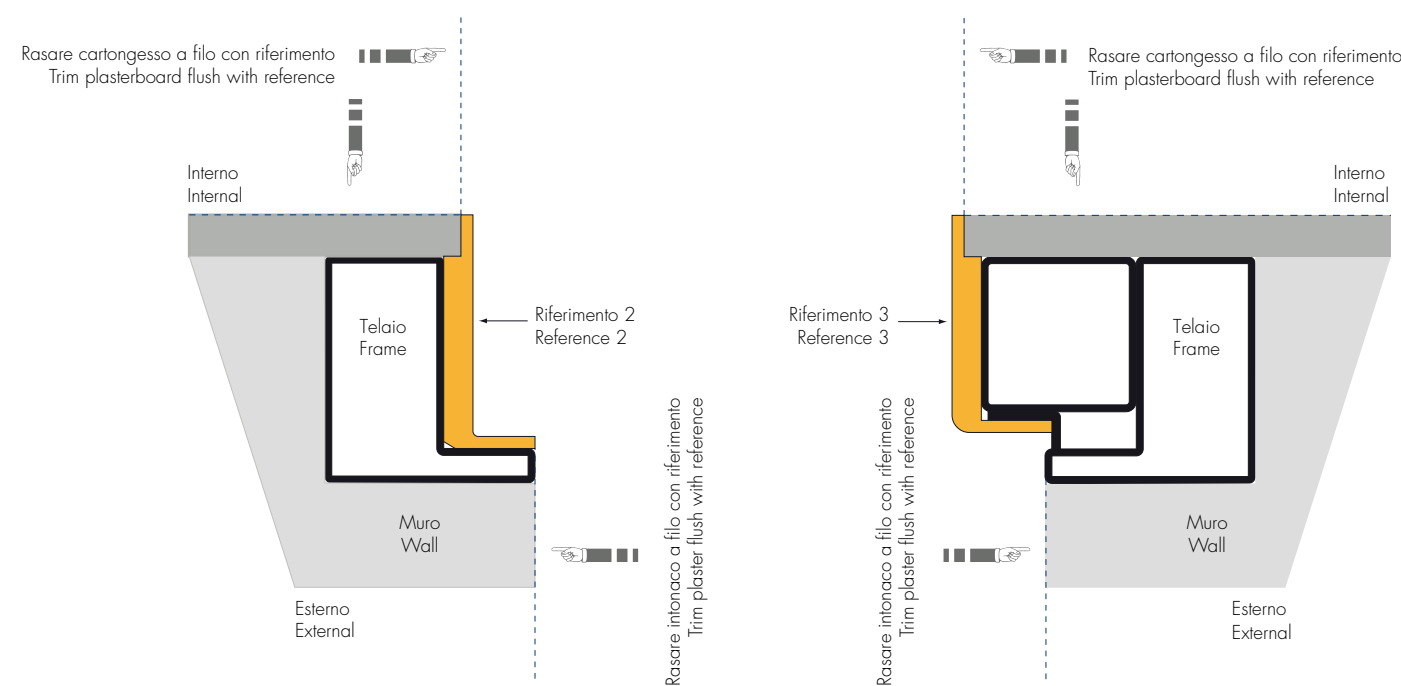 Rasare cartongesso a filo con riferimento
Trim plasterboard flush with reference
Interno
Internal
Telaio
Frame
Riferimento 2
Reference 2
Rasare intonaco a filo con riferimento
Trim plaster flush with reference
Muro
Wall
Esterno
External
Rasare cartongesso a filo con riferimento
Trim plasterboard flush with reference
Interno
Internal
Riferimento 3
Reference 3
Telaio
Frame
Rasare intonaco a filo con riferimento
Trim plaster flush with reference
Muro
Wall
Esterno
External